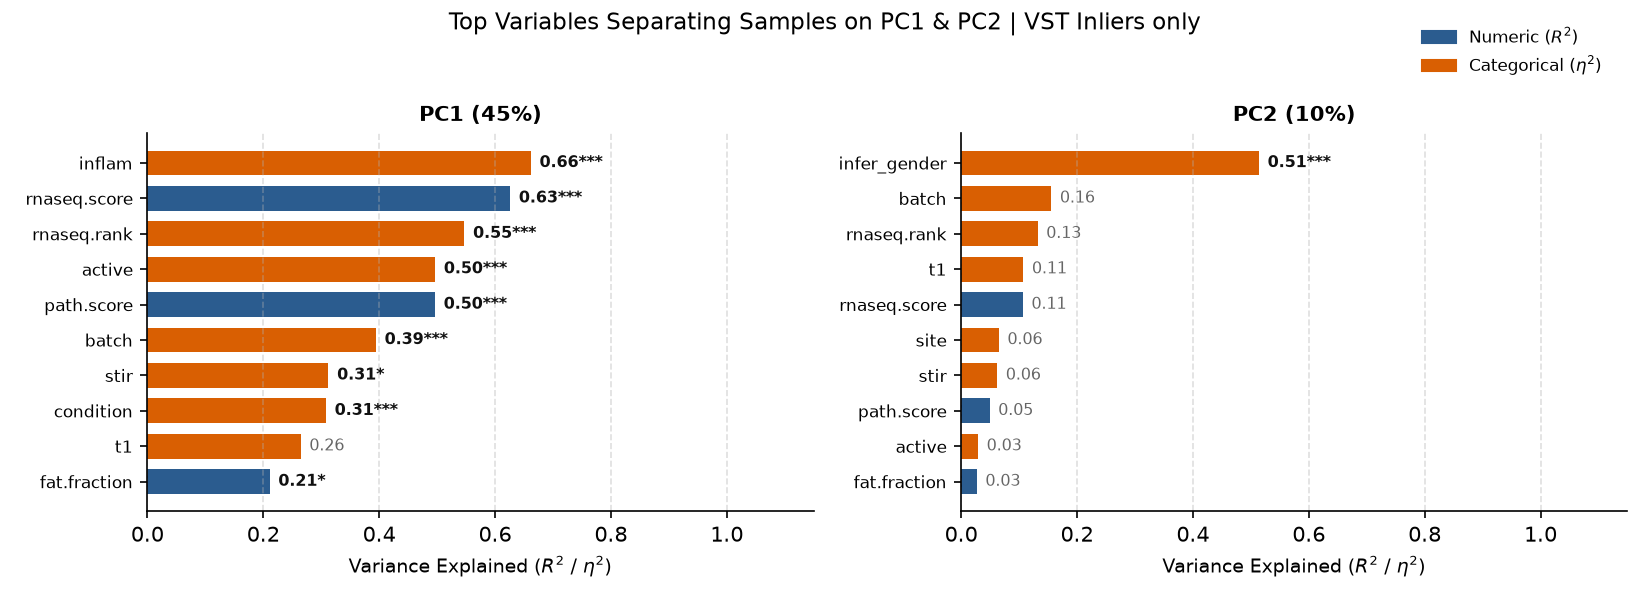 Top Variables Separating Samples on PC1 & PC2 | VST Inliers only
Numeric (R²)
Categorical (η²)
PC1 (45%)
inflam 0.66***
rnaseq.score 0.63***
rnaseq.rank 0.55***
active 0.50***
path.score 0.50***
batch 0.39***
stir 0.31*
condition 0.31***
t1 0.26
fat.fraction 0.21*
0.0 0.2 0.4 0.6 0.8 1.0
Variance Explained (R² / η²)
PC2 (10%)
infer_gender 0.51***
batch 0.16
rnaseq.rank 0.13
t1 0.11
rnaseq.score 0.11
site 0.06
stir 0.06
path.score 0.05
active 0.03
fat.fraction 0.03
0.0 0.2 0.4 0.6 0.8 1.0
Variance Explained (R² / η²)